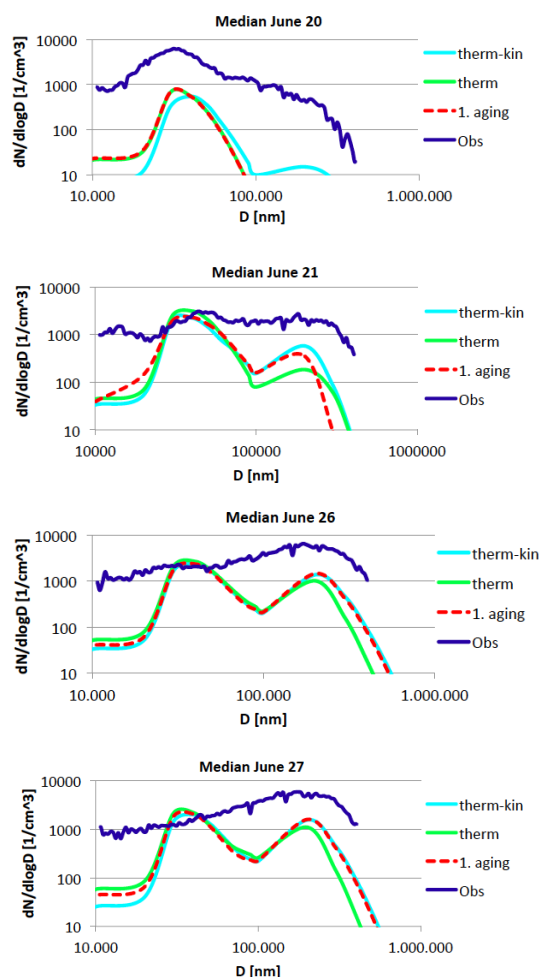 Median June 20
dN/dlogD [1/cm^3]
10000
1000
100
10
10.000
100.000
1.000.000
D [nm]
therm-kin
therm
1. aging
Obs
Median June 21
dN/dlogD [1/cm^3]
10000
1000
100
10
10000
100000
1000000
D [nm]
therm-kin
therm
1. aging
Obs
Median June 26
dN/dlogD [1/cm^3]
10000
1000
100
10
10.000
100.000
1.000.000
D [nm]
therm-kin
therm
1. aging
Obs
Median June 27
dN/dlogD [1/cm^3]
10000
1000
100
10
10.000
100.000
1.000.000
D [nm]
therm-kin
therm
1. aging
Obs